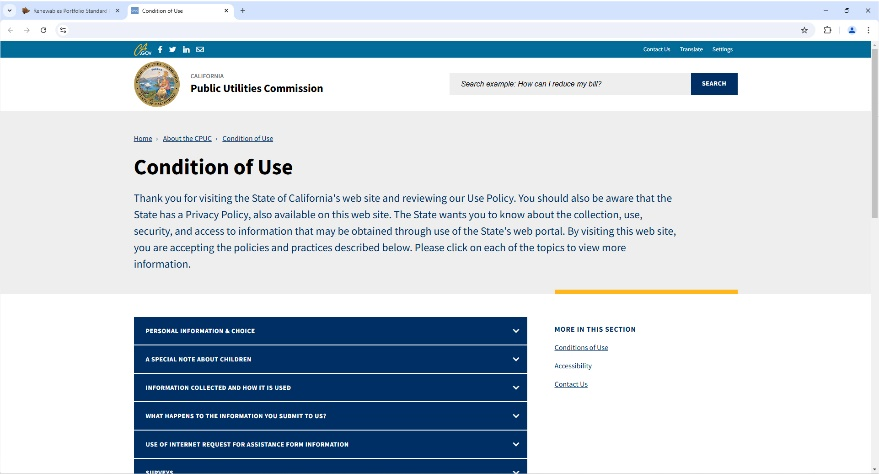 Renewables Portfolio Standard
Condition of Use
CA.GOV
Contact Us
Translate
Settings
CALIFORNIA
Public Utilities Commission
Search example: How can I reduce my bill?
SEARCH
Home
About the CPUC
Condition of Use
Condition of Use
Thank you for visiting the State of California's web site and reviewing our Use Policy. You should also be aware that the
State has a Privacy Policy, also available on this web site. The State wants you to know about the collection, use,
security, and access to information that may be obtained through use of the State's web portal. By visiting this web site,
you are accepting the policies and practices described below. Please click on each of the topics to view more
information.
PERSONAL INFORMATION & CHOICE
A SPECIAL NOTE ABOUT CHILDREN
INFORMATION COLLECTED AND HOW IT IS USED
WHAT HAPPENS TO THE INFORMATION YOU SUBMIT TO US?
USE OF INTERNET REQUEST FOR ASSISTANCE FORM INFORMATION
SURVEYS
MORE IN THIS SECTION
Conditions of Use
Accessibility
Contact Us